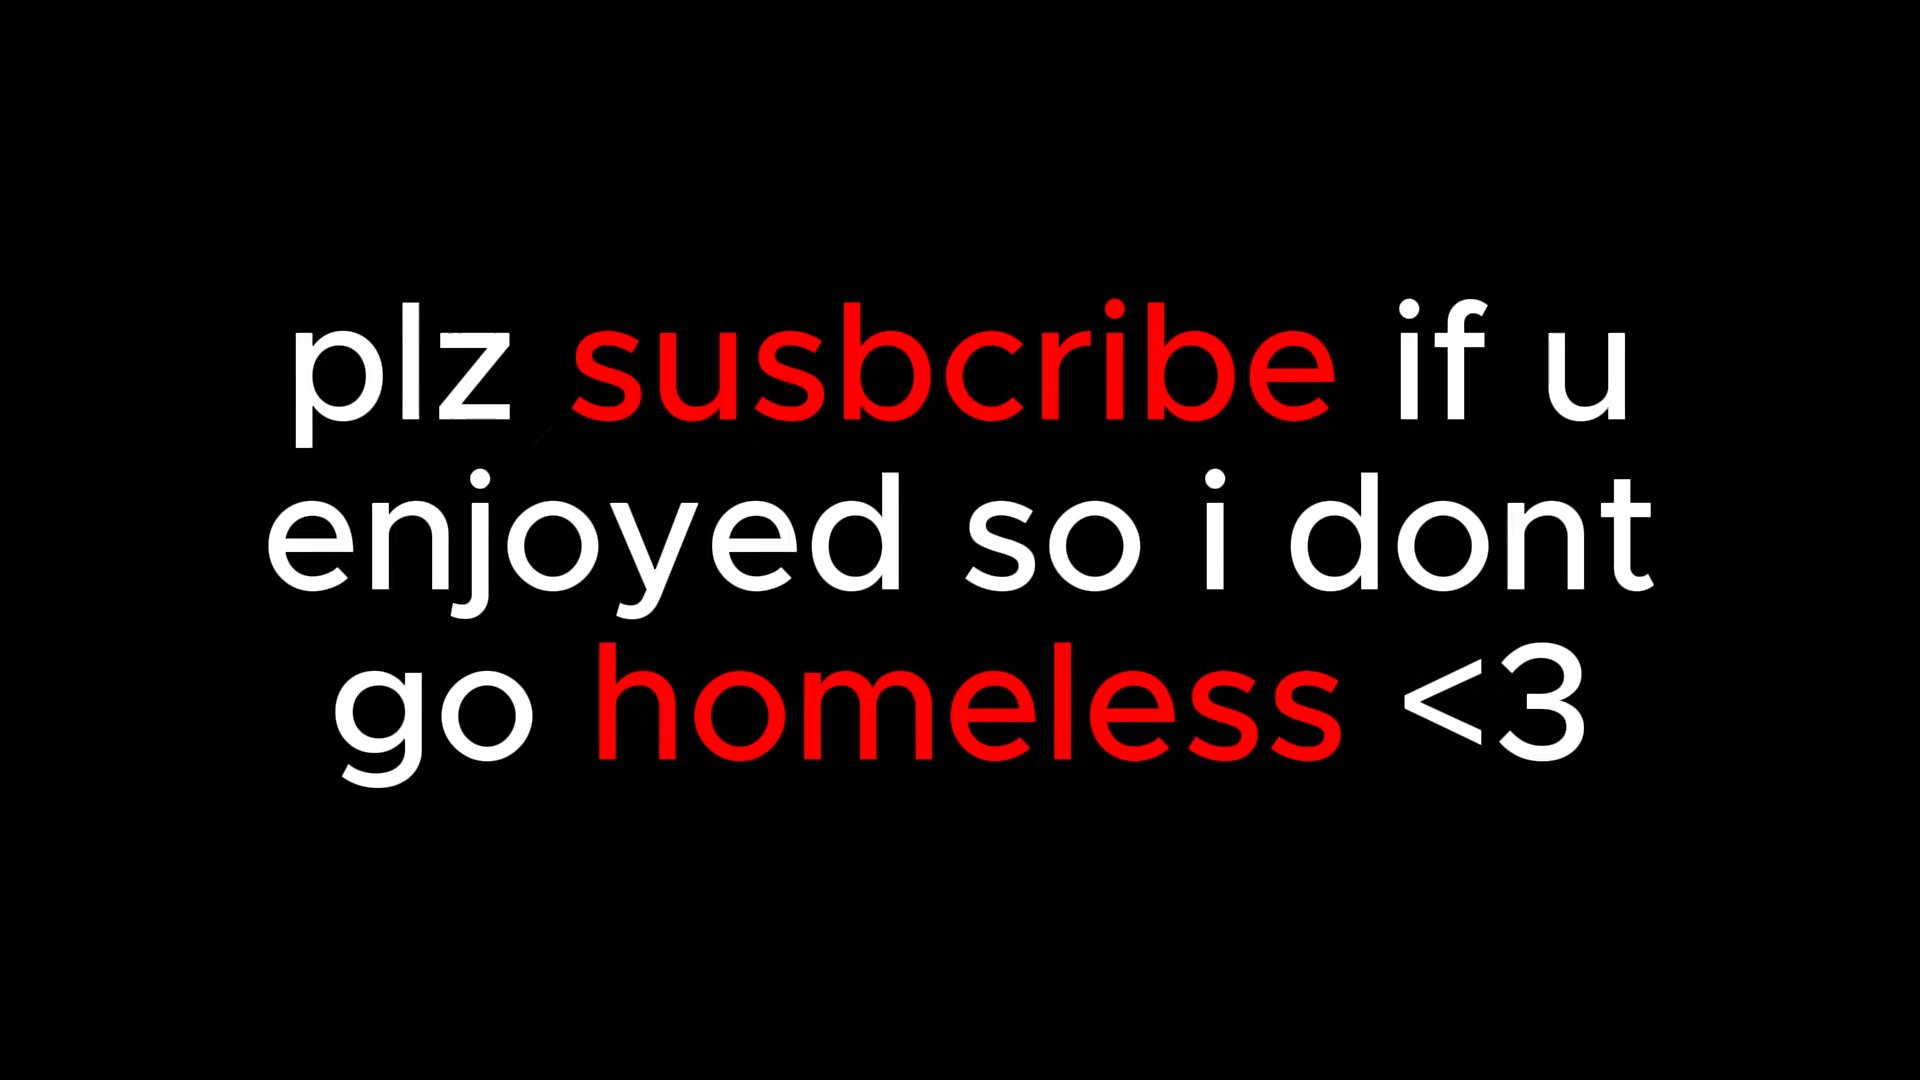 plz susbcribe if u
enjoyed so i dont
go homeless <3